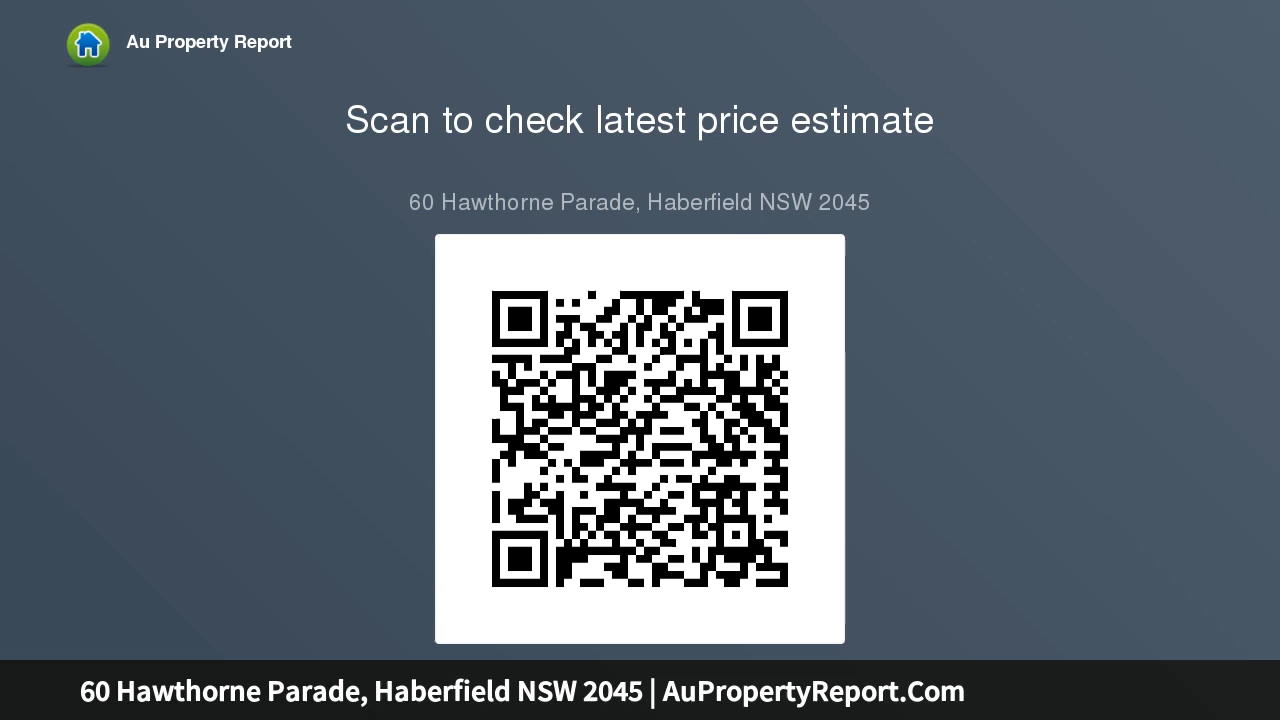 Au Property Report
Scan to check latest price estimate
60 Hawthorne Parade, Haberfield NSW 2045
60 Hawthorne Parade, Haberfield NSW 2045 | AuPropertyReport.Com